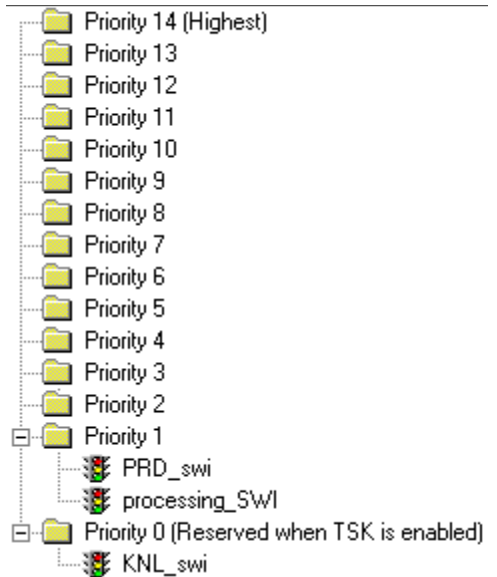 Priority 14 (Highest)
Priority 13
Priority 12
Priority 11
Priority 10
Priority 9
Priority 8
Priority 7
Priority 6
Priority 5
Priority 4
Priority 3
Priority 2
Priority 1
PRD_swi
processing_SWI
Priority 0 (Reserved when TSK is enabled)
KNL_swi